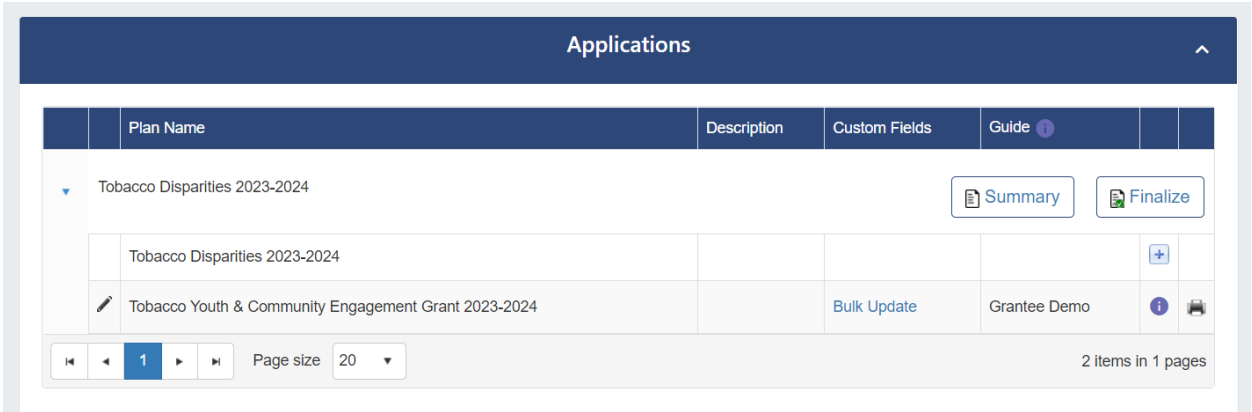 Applications
Plan Name Description Custom Fields Guide
Tobacco Disparities 2023-2024 Summary Finalize
Tobacco Disparities 2023-2024
Tobacco Youth & Community Engagement Grant 2023-2024 Bulk Update Grantee Demo
1 Page size 20 2 items in 1 pages